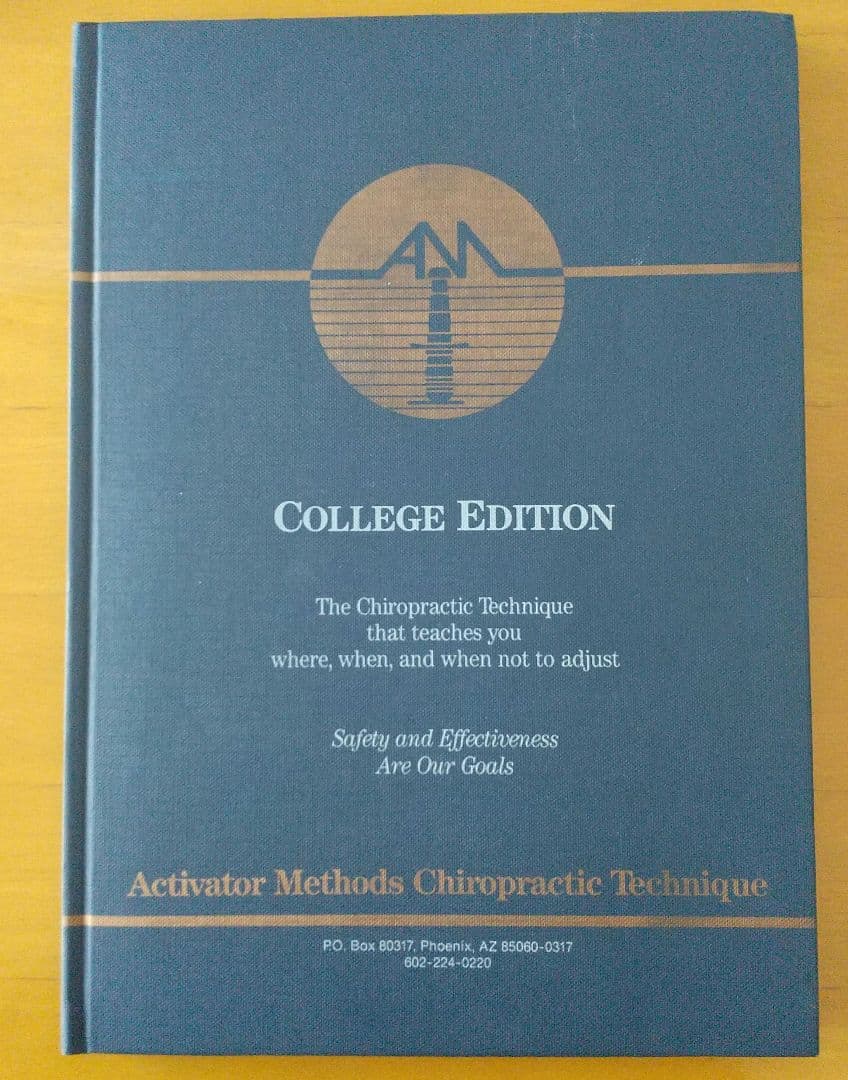 AM
COLLEGE EDITION
The Chiropractic Technique
that teaches you
where, when, and when not to adjust
Safety and Effectiveness
Are Our Goals
Activator Methods Chiropractic Technique
P.O. Box 80317, Phoenix, AZ 85060-0317
602-224-0220